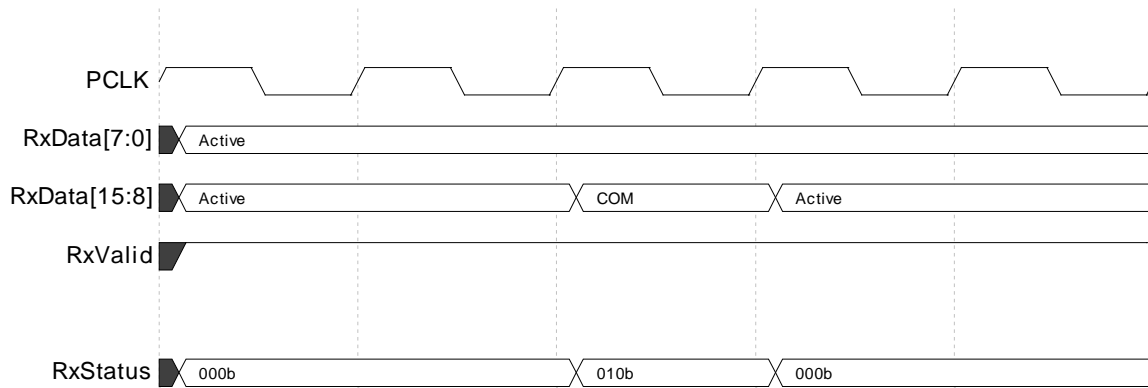 PCLK
RxData[7:0] Active
RxData[15:8] Active COM Active
RxValid
RxStatus 000b 010b 000b